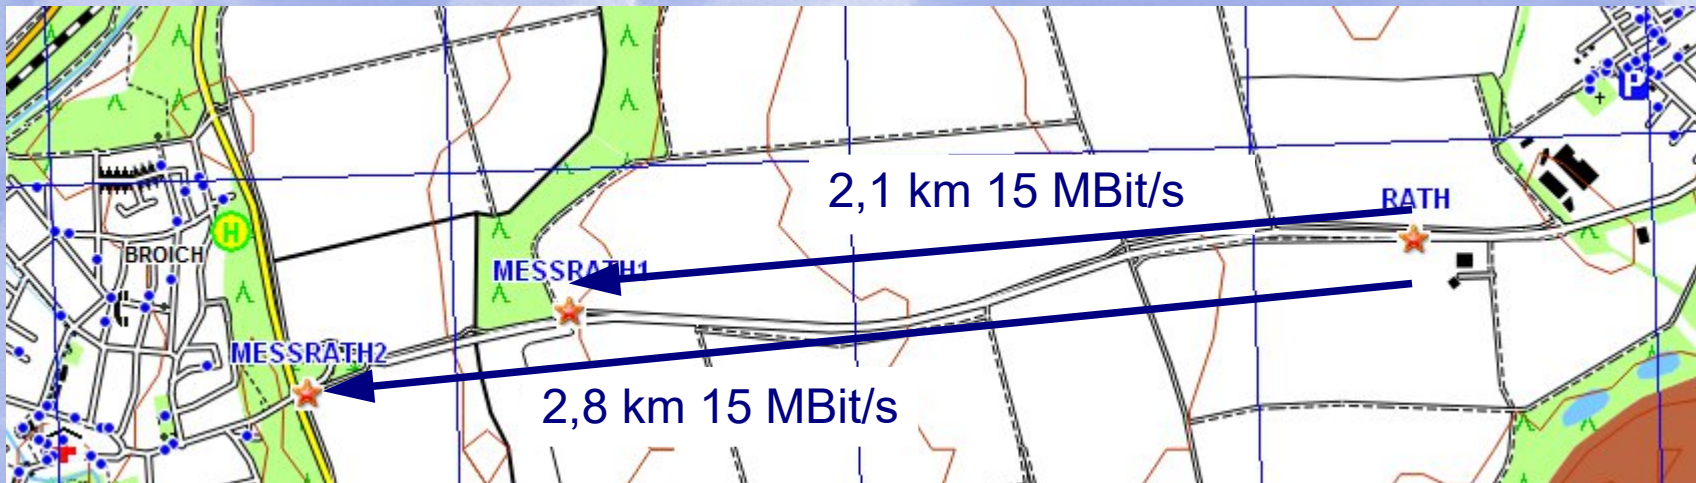 2,1 km 15 MBit/s
RATH
P
H
BROICH
MESSRATH1
MESSRATH2
2,8 km 15 MBit/s